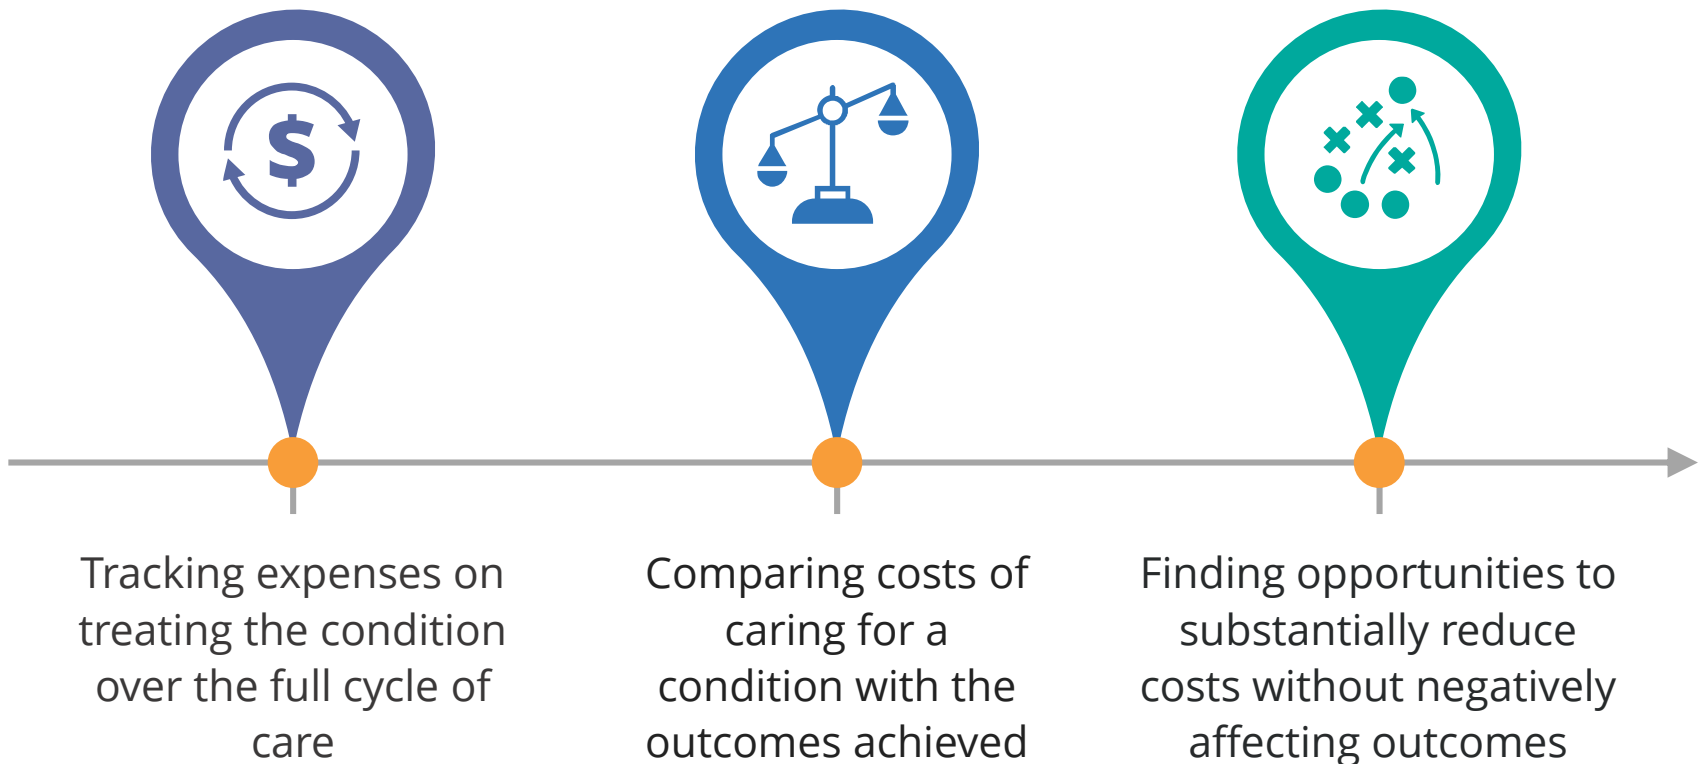 $
Tracking expenses on
treating the condition
over the full cycle of
care
Comparing costs of
caring for a
condition with the
outcomes achieved
Finding opportunities to
substantially reduce
costs without negatively
affecting outcomes